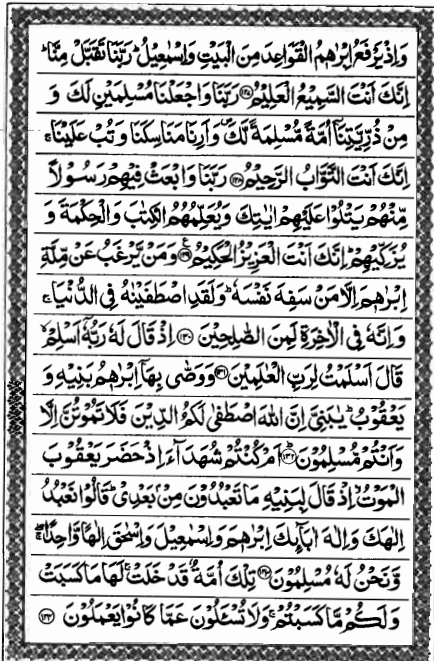 وَاِذْ يَرْفَعُ اِبْرٰهٖمُ الْقَوَاعِدَ مِنَ الْبَيْتِ وَاِسْمٰعِيْلُ ؕ رَبَّنَا تَقَبَّلْ مِنَّا ؕ
اِنَّكَ اَنْتَ السَّمِيْعُ الْعَلِيْمُ ﴿۱۲۷﴾ رَبَّنَا وَاجْعَلْنَا مُسْلِمَيْنِ لَكَ وَ
مِنْ ذُرِّيَّتِنَاۤ اُمَّةً مُّسْلِمَةً لَّكَ ۪ وَاَرِنَا مَنَاسِكَنَا وَتُبْ عَلَيْنَا ۚ
اِنَّكَ اَنْتَ التَّوَّابُ الرَّحِيْمُ ﴿۱۲۸﴾ رَبَّنَا وَابْعَثْ فِيْهِمْ رَسُوْلًا
مِّنْهُمْ يَتْلُوْا عَلَيْهِمْ اٰيٰتِكَ وَيُعَلِّمُهُمُ الْكِتٰبَ وَالْحِكْمَةَ وَ
يُزَكِّيْهِمْ ؕ اِنَّكَ اَنْتَ الْعَزِيْزُ الْحَكِيْمُ ﴿۱۲۹﴾ ع وَمَنْ يَّرْغَبُ عَنْ مِّلَّةِ
اِبْرٰهٖمَ اِلَّا مَنْ سَفِهَ نَفْسَهٗ ؕ وَلَقَدِ اصْطَفَيْنٰهُ فِى الدُّنْيَا ۚ
وَاِنَّهٗ فِى الْاٰخِرَةِ لَمِنَ الصّٰلِحِيْنَ ﴿۱۳۰﴾ اِذْ قَالَ لَهٗ رَبُّهٗۤ اَسْلِمْ ۙ
قَالَ اَسْلَمْتُ لِرَبِّ الْعٰلَمِيْنَ ﴿۱۳۱﴾ وَوَصّٰى بِهَاۤ اِبْرٰهٖمُ بَنِيْهِ وَ
يَعْقُوْبُ ؕ يٰبَنِىَّ اِنَّ اللّٰهَ اصْطَفٰى لَكُمُ الدِّيْنَ فَلَا تَمُوْتُنَّ اِلَّا
وَاَنْتُمْ مُّسْلِمُوْنَ ﴿۱۳۲﴾ ؕ اَمْ كُنْتُمْ شُهَدَآءَ اِذْ حَضَرَ يَعْقُوْبَ
الْمَوْتُ ۙ اِذْ قَالَ لِبَنِيْهِ مَا تَعْبُدُوْنَ مِنْۢ بَعْدِىْ ؕ قَالُوْا نَعْبُدُ
اِلٰهَكَ وَاِلٰهَ اٰبَآئِكَ اِبْرٰهٖمَ وَاِسْمٰعِيْلَ وَاِسْحٰقَ اِلٰهًا وَّاحِدًا ۖۚ
وَّنَحْنُ لَهٗ مُسْلِمُوْنَ ﴿۱۳۳﴾ تِلْكَ اُمَّةٌ قَدْ خَلَتْ ۚ لَهَا مَا كَسَبَتْ
وَلَكُمْ مَّا كَسَبْتُمْ ۚ وَلَا تُسْـَٔلُوْنَ عَمَّا كَانُوْا يَعْمَلُوْنَ ﴿۱۳۴﴾